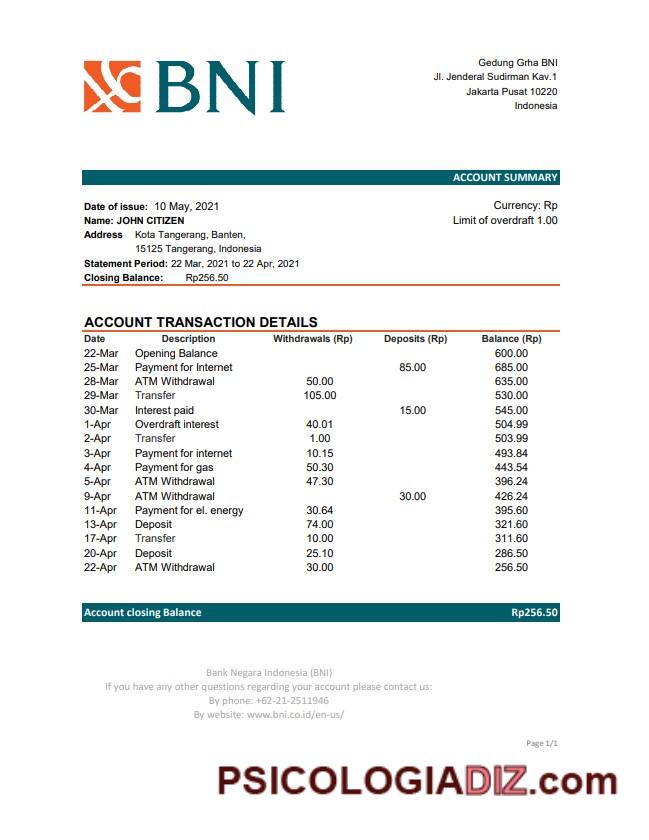 BNI
Gedung Grha BNI
Jl. Jenderal Sudirman Kav.1
Jakarta Pusat 10220
Indonesia
ACCOUNT SUMMARY
Date of issue: 10 May, 2021
Currency: Rp
Name: JOHN CITIZEN
Limit of overdraft 1.00
Address Kota Tangerang, Banten,
15125 Tangerang, Indonesia
Statement Period: 22 Mar, 2021 to 22 Apr, 2021
Closing Balance: Rp256.50
ACCOUNT TRANSACTION DETAILS
Date Description Withdrawals (Rp) Deposits (Rp) Balance (Rp)
22-Mar Opening Balance 600.00
25-Mar Payment for Internet 85.00 685.00
28-Mar ATM Withdrawal 50.00 635.00
29-Mar Transfer 105.00 530.00
30-Mar Interest paid 15.00 545.00
1-Apr Overdraft interest 40.01 504.99
2-Apr Transfer 1.00 503.99
3-Apr Payment for internet 10.15 493.84
4-Apr Payment for gas 50.30 443.54
5-Apr ATM Withdrawal 47.30 396.24
9-Apr ATM Withdrawal 30.00 426.24
11-Apr Payment for el. energy 30.64 395.60
13-Apr Deposit 74.00 321.60
17-Apr Transfer 10.00 311.60
20-Apr Deposit 25.10 286.50
22-Apr ATM Withdrawal 30.00 256.50
Account closing Balance Rp256.50
Bank Negara Indonesia (BNI)
If you have any other questions regarding your account please contact us:
By phone: +62-21-2511946
By website: www.bni.co.id/en-us/
Page 1/1
PSICOLOGIADIZ.com